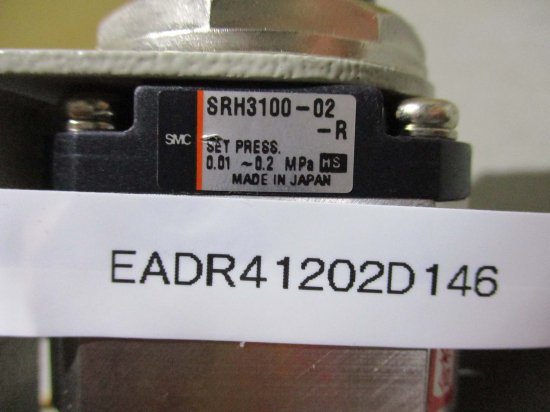 SMC
SRH3100-02
-R
SET PRESS.
0.01 ~0.2 MPa HS
MADE IN JAPAN
EADR41202D146